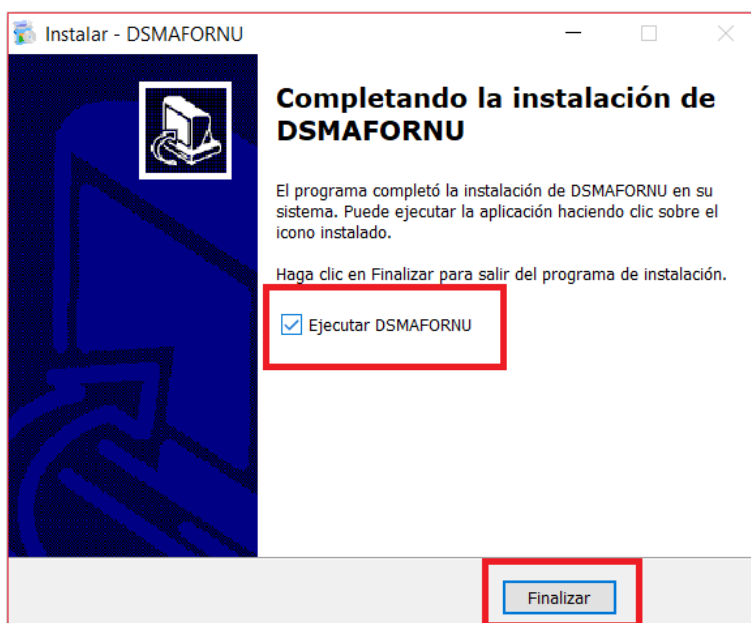 Instalar - DSMAFORNU
Completando la instalación de
DSMAFORNU
El programa completó la instalación de DSMAFORNU en su
sistema. Puede ejecutar la aplicación haciendo clic sobre el
icono instalado.
Haga clic en Finalizar para salir del programa de instalación.
Ejecutar DSMAFORNU
Finalizar